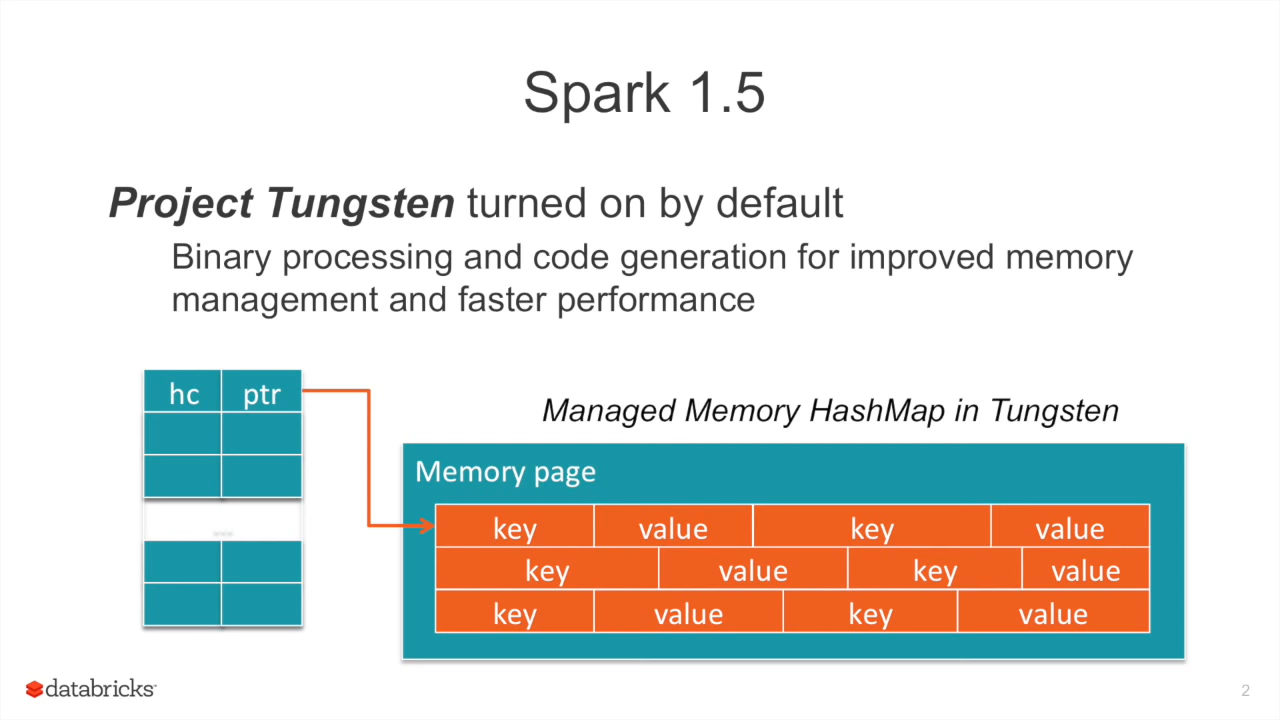 Spark 1.5
Project Tungsten turned on by default
Binary processing and code generation for improved memory
management and faster performance
hc ptr
Managed Memory HashMap in Tungsten
Memory page
key value key value
key value key value
key value key value
databricks
2